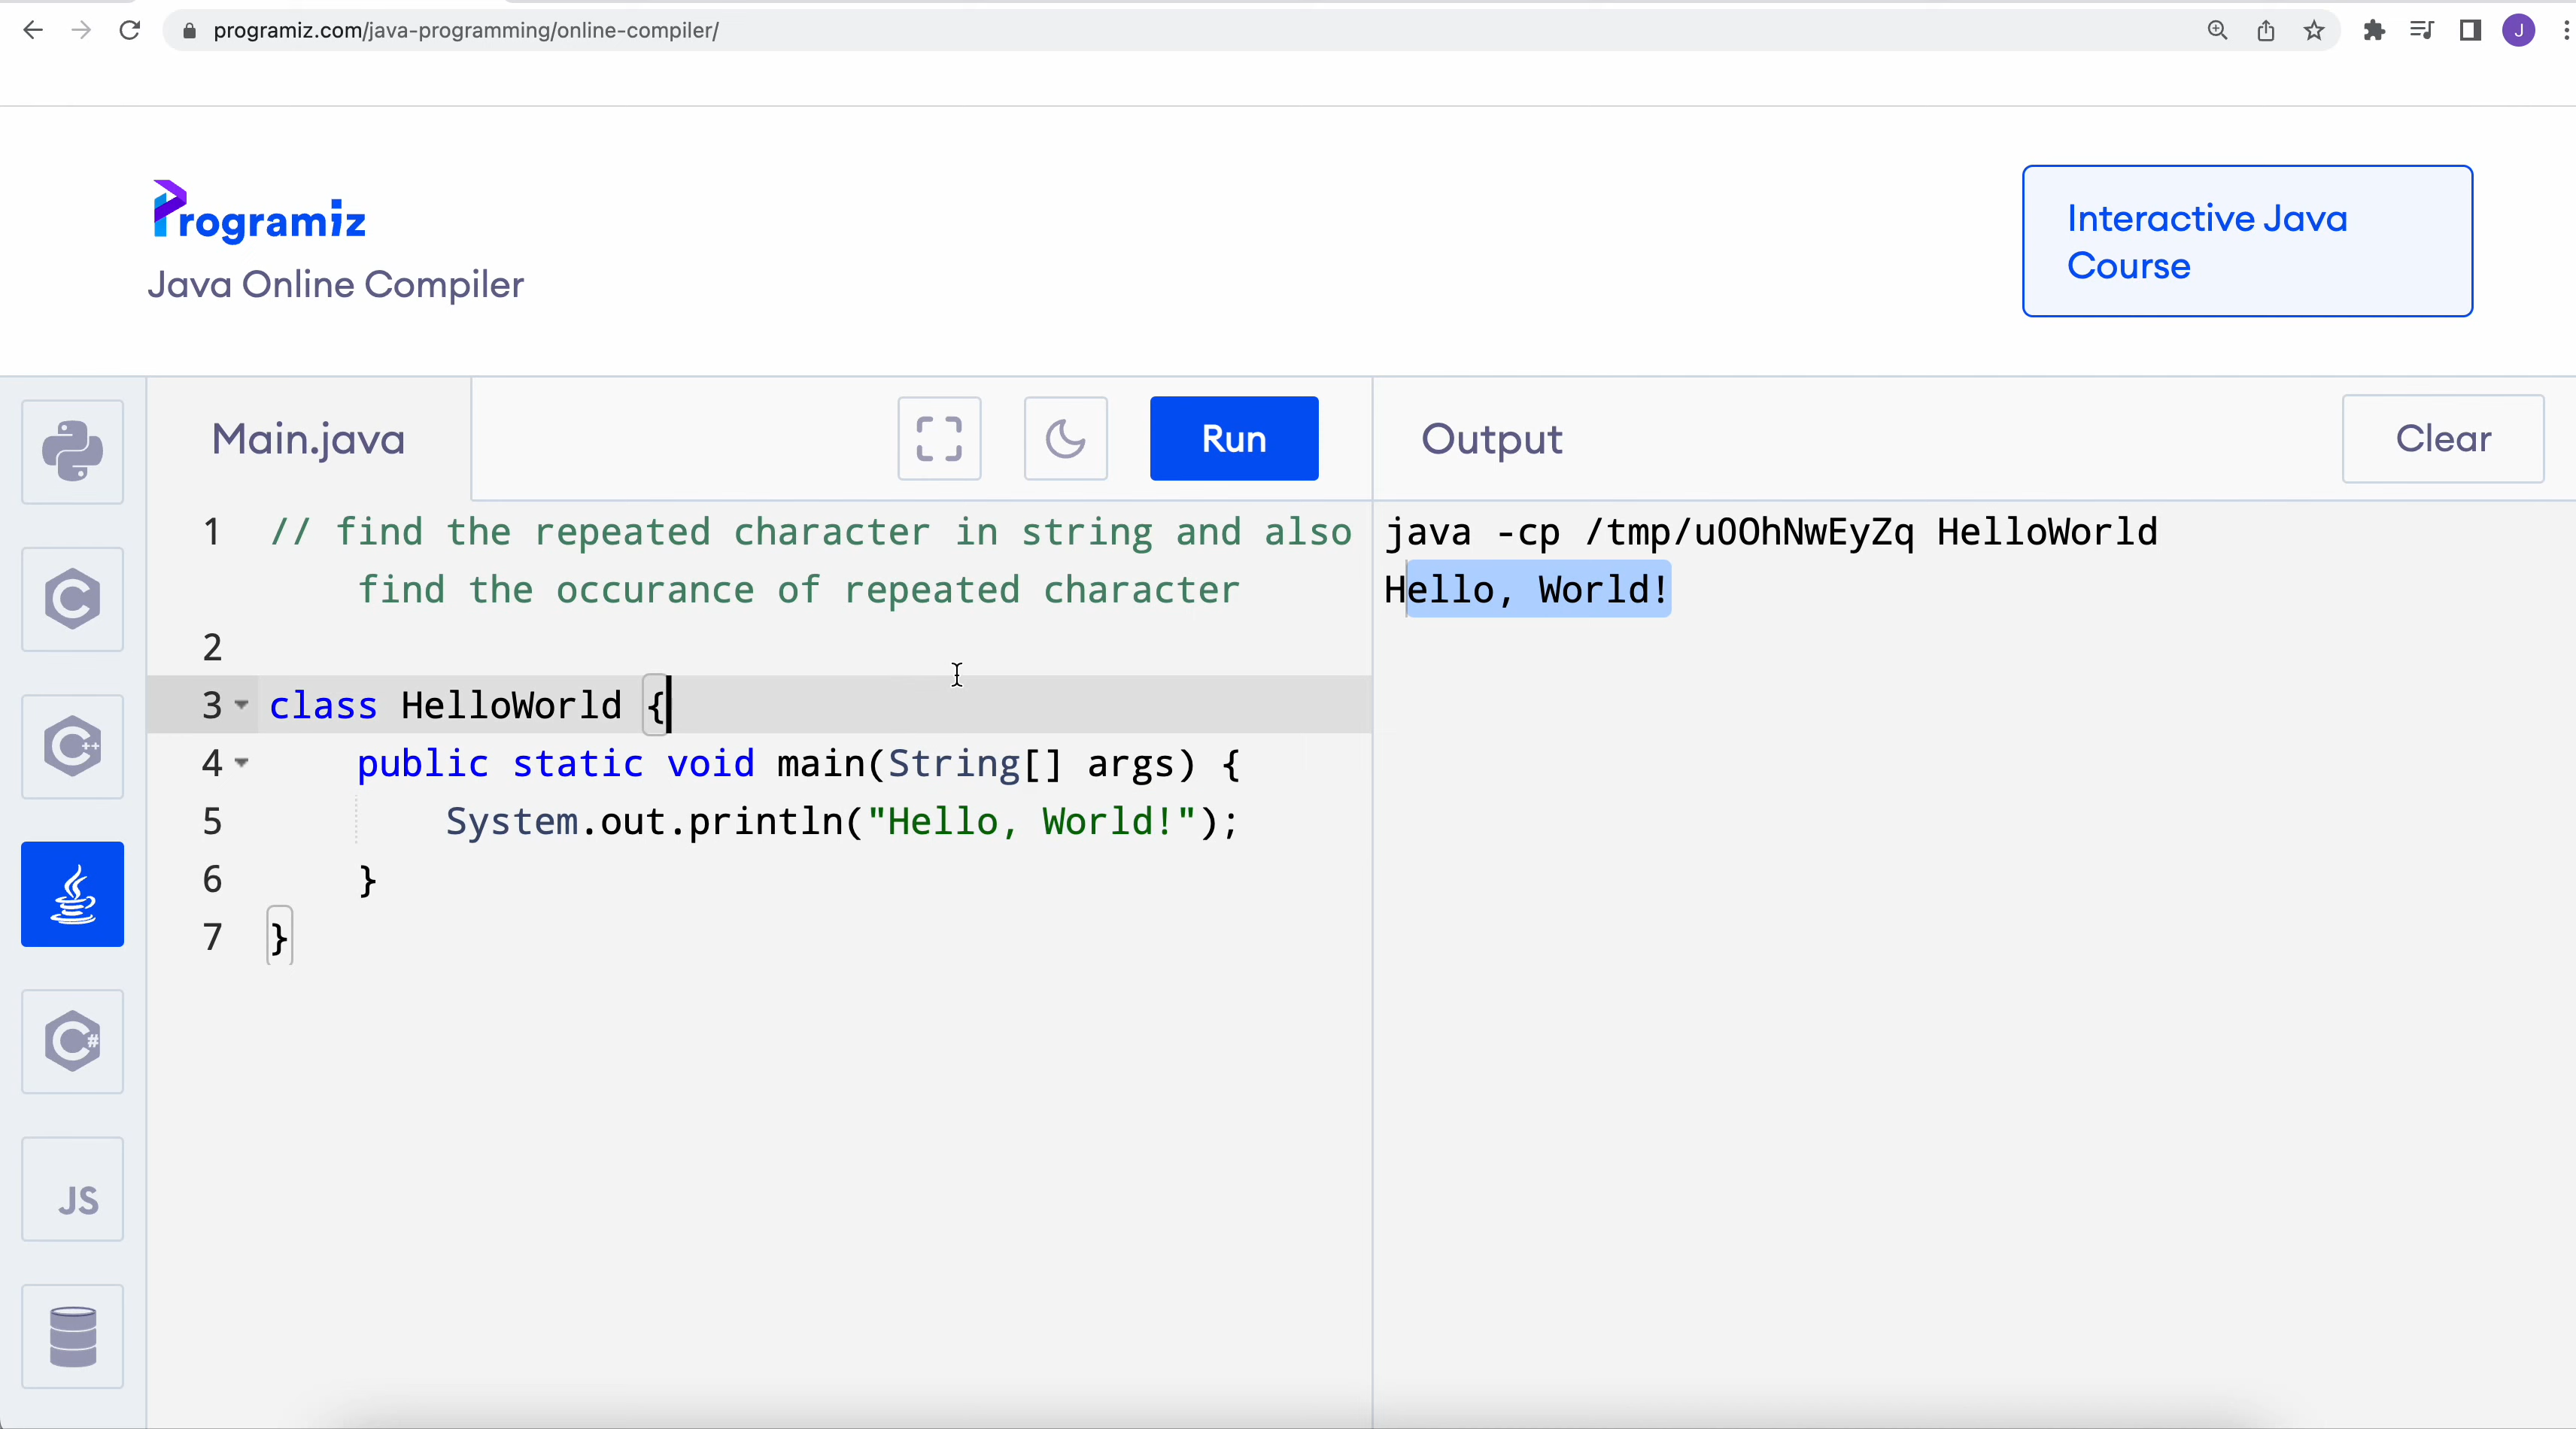 programiz.com/java-programming/online-compiler/
J
Programiz
Java Online Compiler
Interactive Java
Course
Main.java
Run
Output
Clear
1 // find the repeated character in string and also
find the occurance of repeated character
2
3 class HelloWorld {
4 public static void main(String[] args) {
5 System.out.println("Hello, World!");
6 }
7 }
java -cp /tmp/uOOhNwEyZq HelloWorld
Hello, World!
C
C++
C#
JS